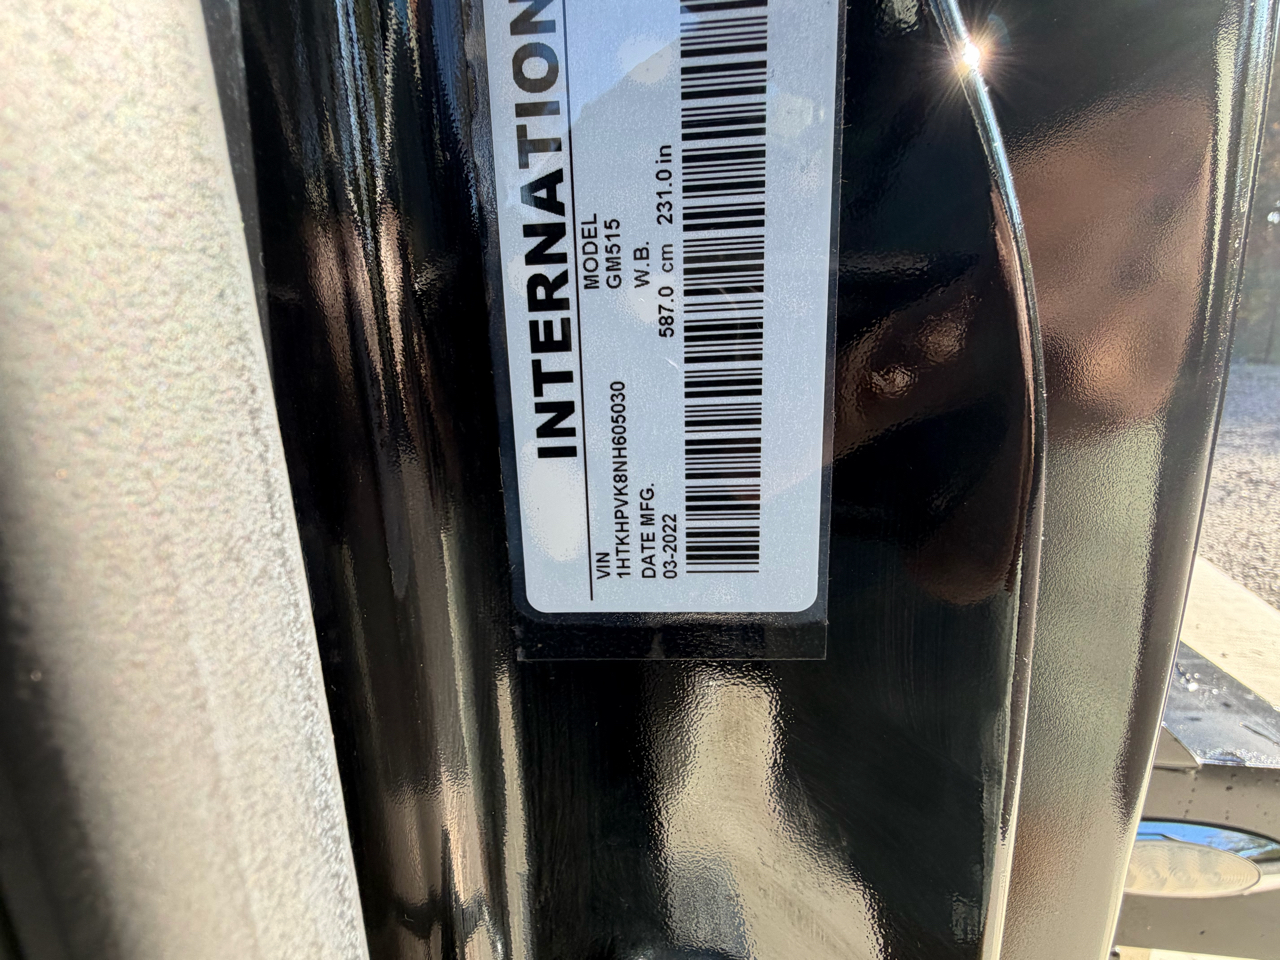 INTERNATION
VIN
1HTKHPVK8NH605030
DATE MFG.
03-2022
MODEL
GM515
W.B.
587.0 cm 231.0 in